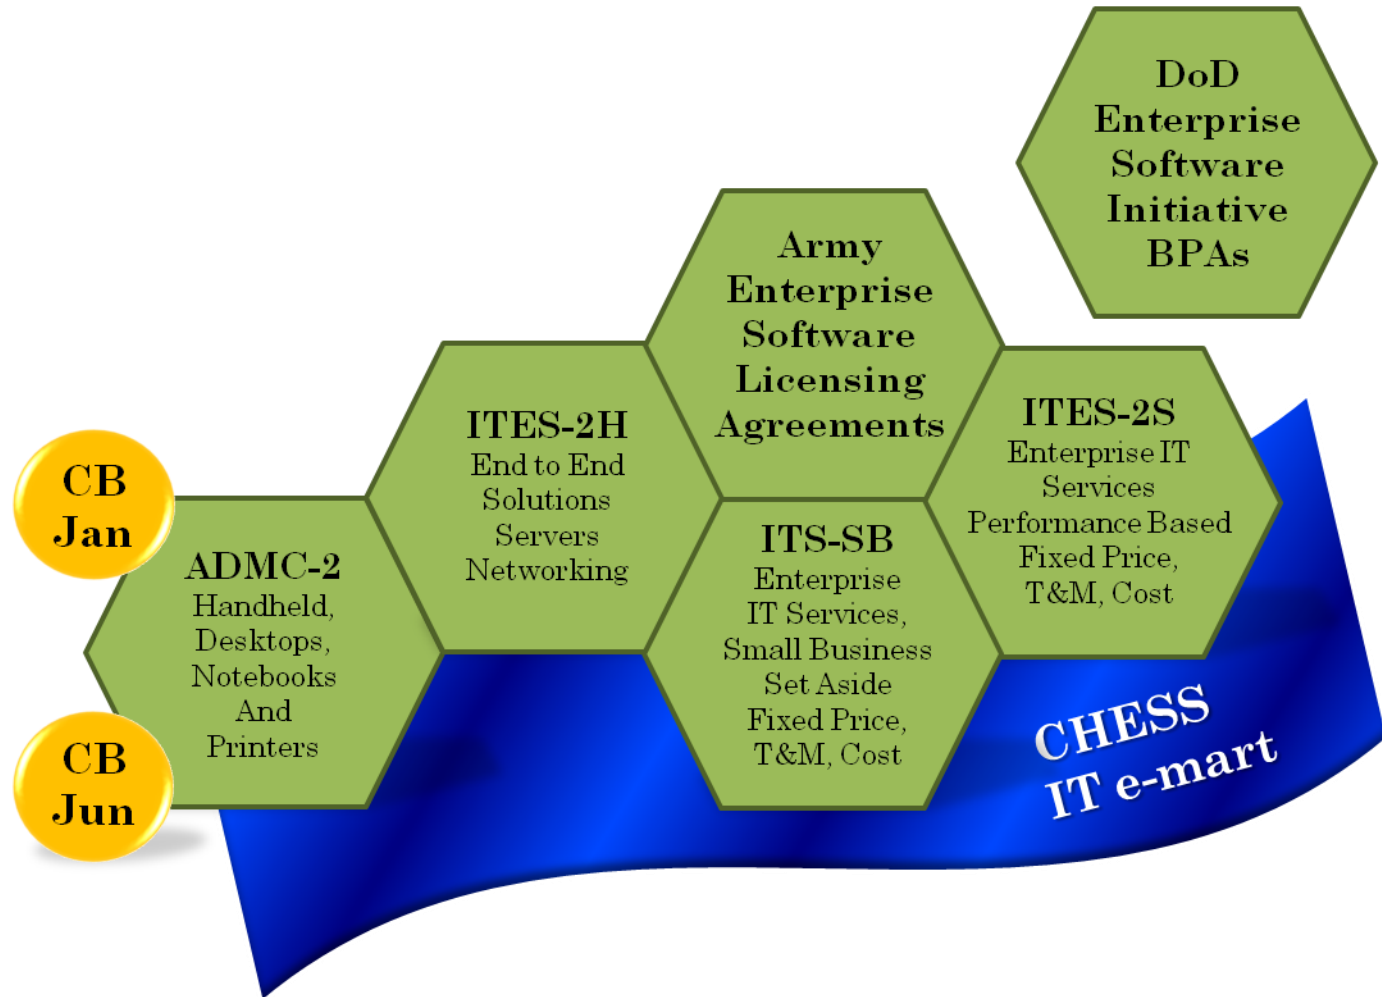 DoD
Enterprise
Software
Initiative
BPAs
Army
Enterprise
Software
Licensing
Agreements
ITES-2H
End to End
Solutions
Servers
Networking
ITES-2S
Enterprise IT
Services
Performance Based
Fixed Price,
T&M, Cost
CB
Jan
ADMC-2
Handheld,
Desktops,
Notebooks
And
Printers
CB
Jun
ITS-SB
Enterprise
IT Services,
Small Business
Set Aside
Fixed Price,
T&M, Cost
CHESS
IT e-mart